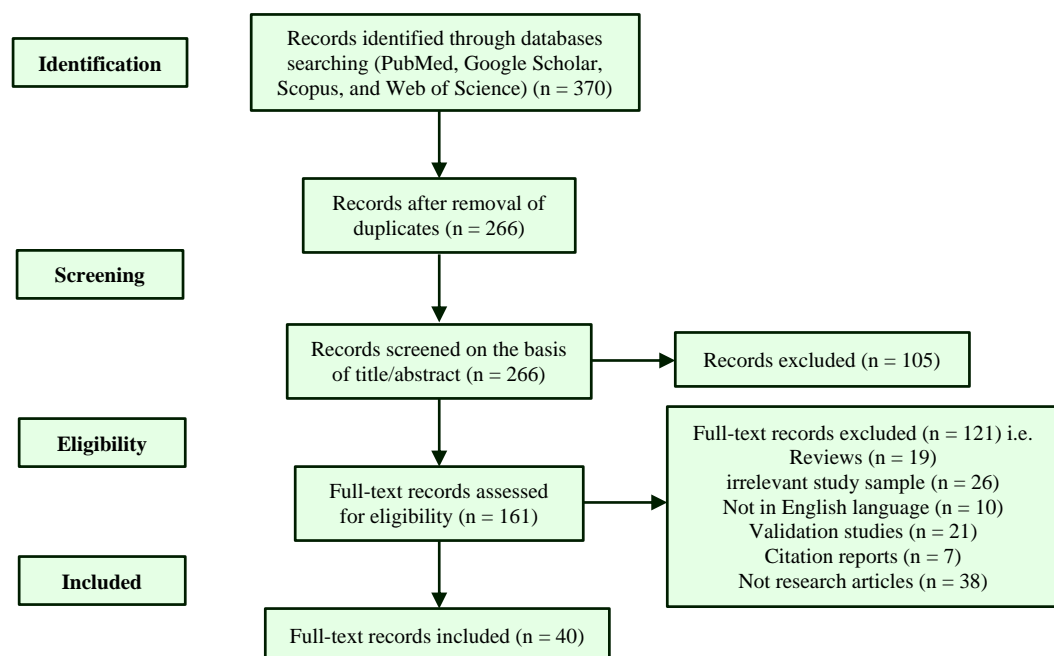 Identification
Records identified through databases
searching (PubMed, Google Scholar,
Scopus, and Web of Science) (n = 370)
Records after removal of
duplicates (n = 266)
Screening
Records screened on the basis
of title/abstract (n = 266)
Records excluded (n = 105)
Eligibility
Full-text records assessed
for eligibility (n = 161)
Full-text records excluded (n = 121) i.e.
Reviews (n = 19)
irrelevant study sample (n = 26)
Not in English language (n = 10)
Validation studies (n = 21)
Citation reports (n = 7)
Not research articles (n = 38)
Included
Full-text records included (n = 40)